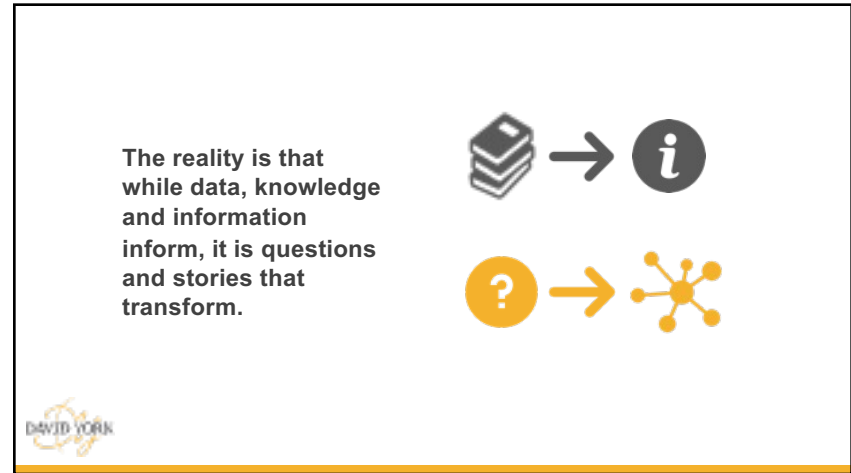 The reality is that
while data, knowledge
and information
inform, it is questions
and stories that
transform.
i
?
DAVID YORK